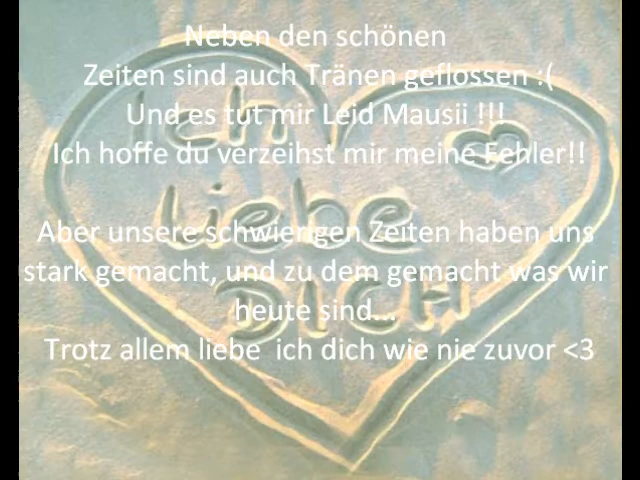 Neben den schönen
Zeiten sind auch Tränen geflossen :(
Und es tut mir Leid Mausii !!!
Ich hoffe du verzeihst mir meine Fehler!!
Aber unsere schwierigen Zeiten haben uns
stark gemacht, und zu dem gemacht was wir
heute sind...
Trotz allem liebe  ich dich wie nie zuvor <3
Ich
liebe
DICH